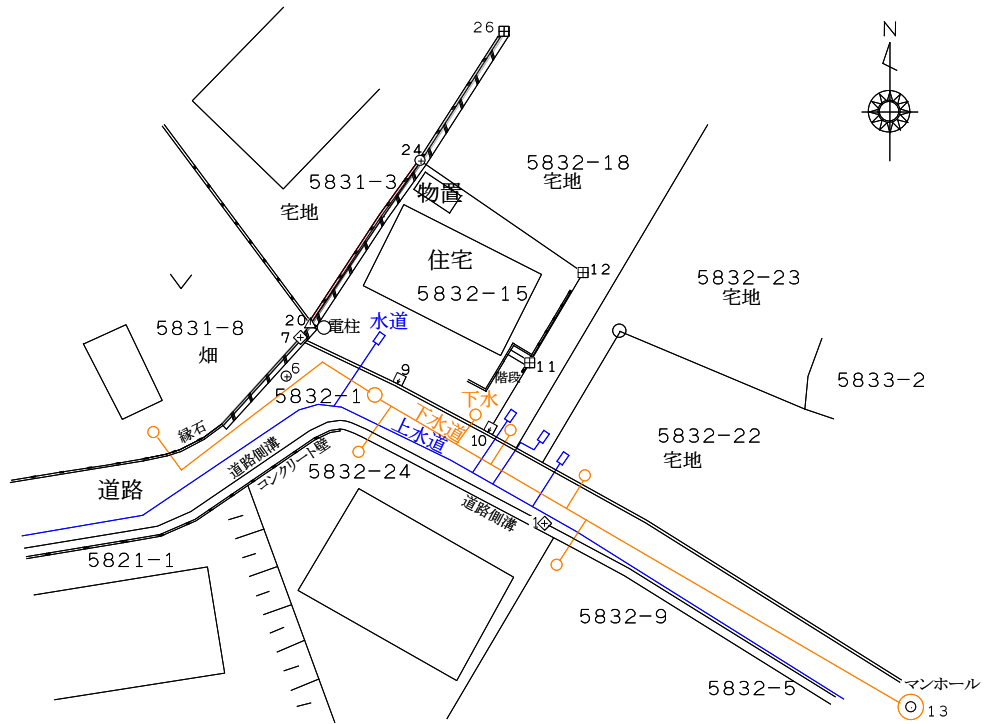 26
N
24
5832-18
宅地
5831-3
物置
宅地
住宅
12
5832-23
宅地
5832-15
20
電柱
水道
7
5831-8
畑
9
11
6
階段
5833-2
5832-1
下水
下水道
縁石
上水道
10
5832-22
宅地
道路側溝
コンクリート壁
5832-24
道路
道路側溝
1
5821-1
5832-9
5832-5
マンホール
13